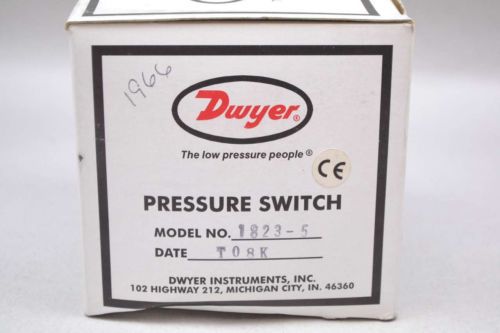 1966
Dwyer®
The low pressure people®
CE
PRESSURE SWITCH
MODEL NO. 1823-5
DATE T08K
DWYER INSTRUMENTS, INC.
102 HIGHWAY 212, MICHIGAN CITY, IN. 46360